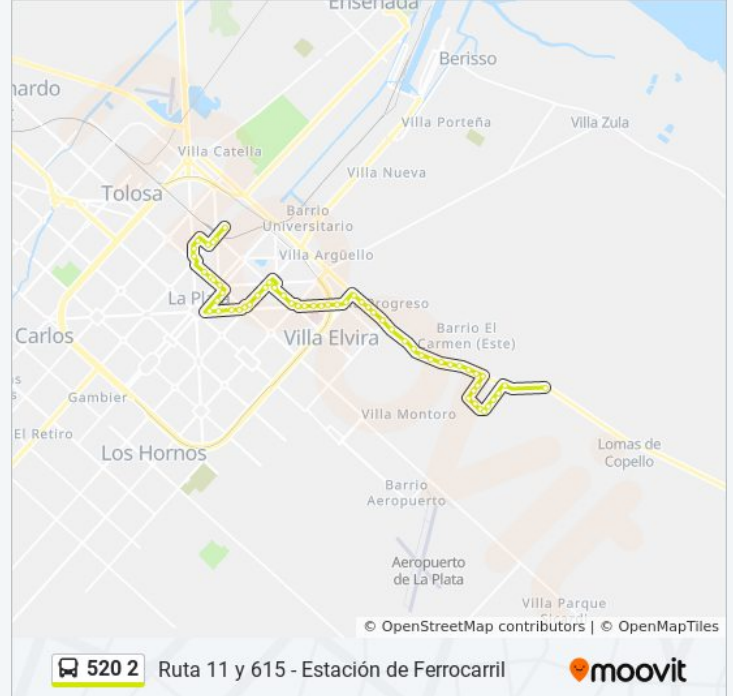 Ensenada
Berisso
nardo
Villa Porteña
Villa Zula
Villa Catella
Villa Nueva
Tolosa
Barrio
Universitario
Villa Argüello
La Plata
Progreso
Carlos
Villa Elvira
Barrio El
Carmen (Este)
s
s
Gambier
Villa Montoro
El Retiro
Los Hornos
Lomas de
Copello
Barrio
Aeropuerto
Aeropuerto
de La Plata
Villa Parque
© OpenStreetMap contributors | © OpenMapTiles
520 2 Ruta 11 y 615 - Estación de Ferrocarril
moovit